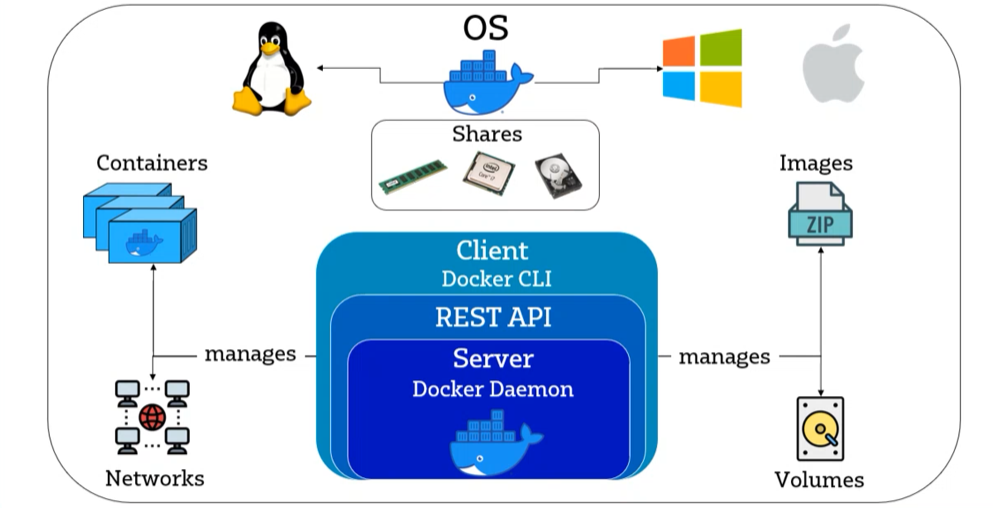 OS
Shares
Containers
Images
ZIP
Client
Docker CLI
REST API
manages
manages
Server
Docker Daemon
Networks
Volumes